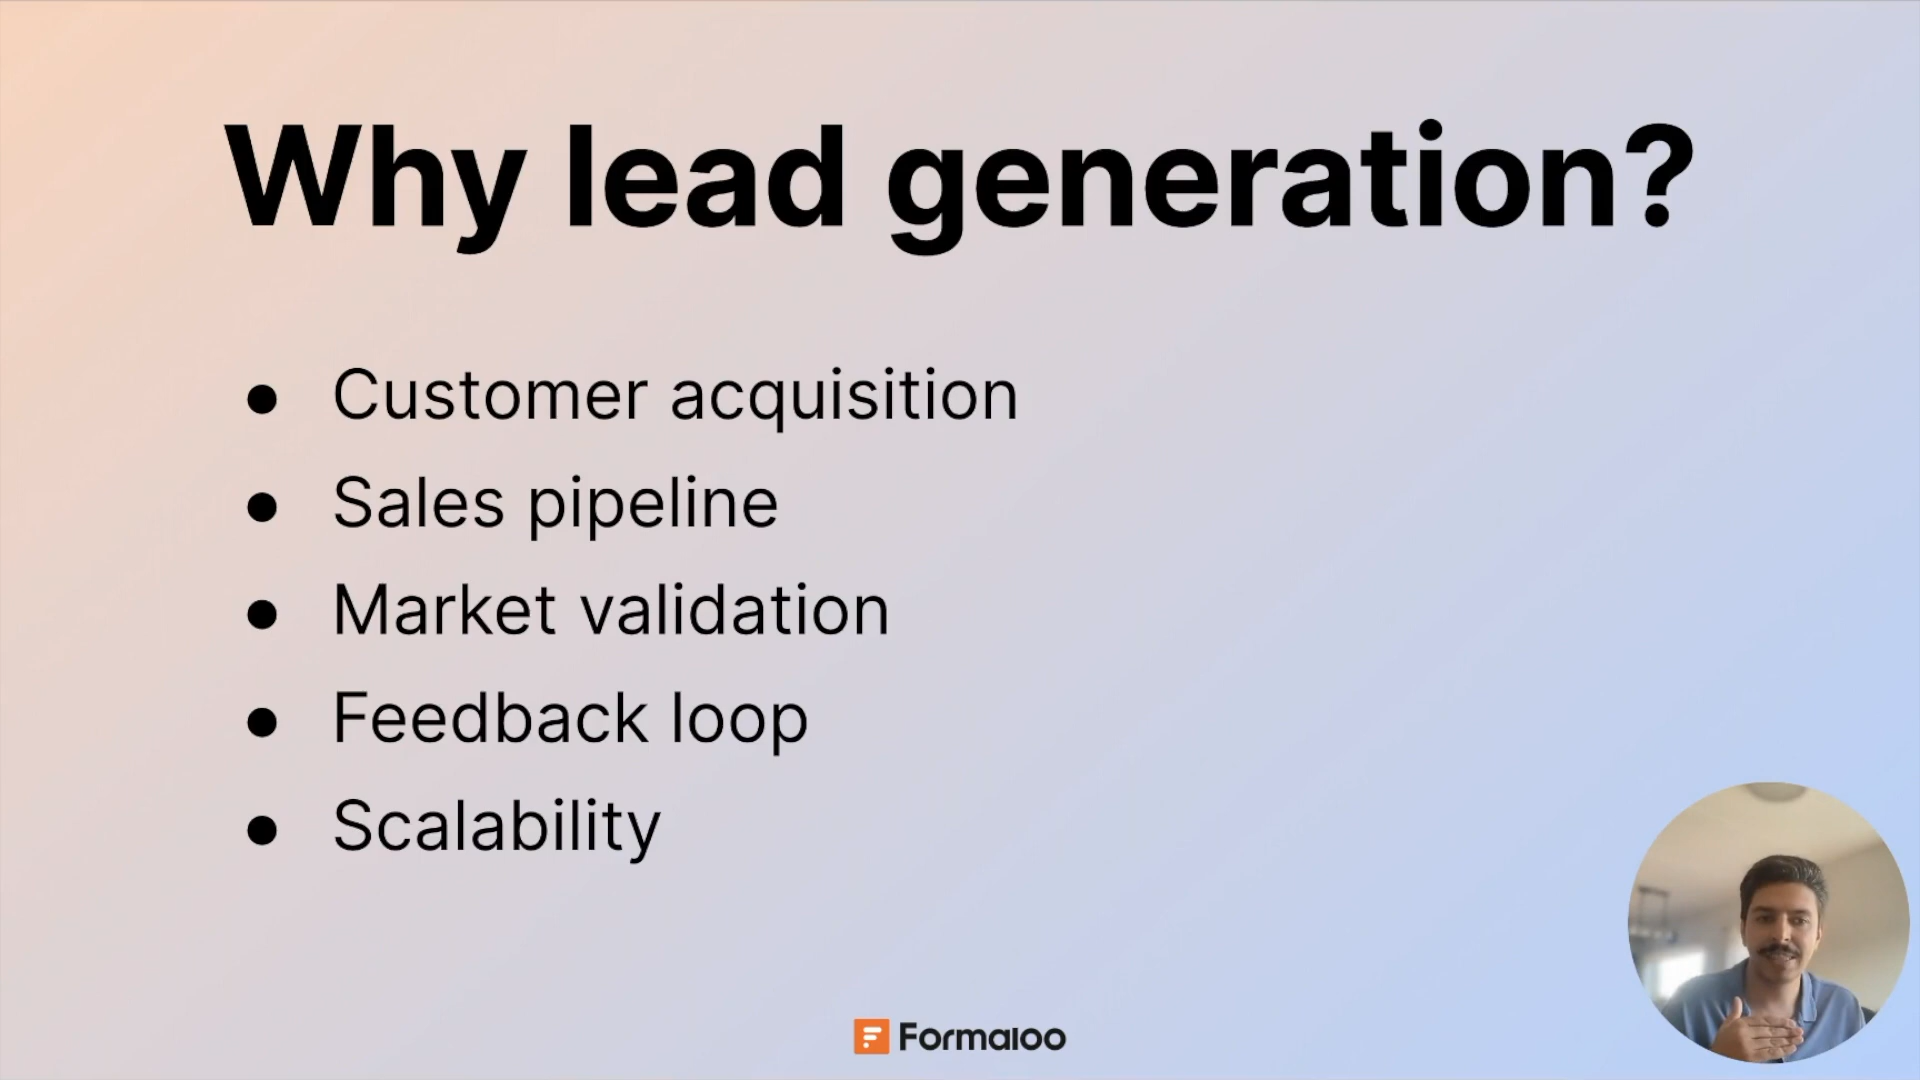 Why lead generation?
● Customer acquisition
● Sales pipeline
● Market validation
● Feedback loop
● Scalability
Formaloo